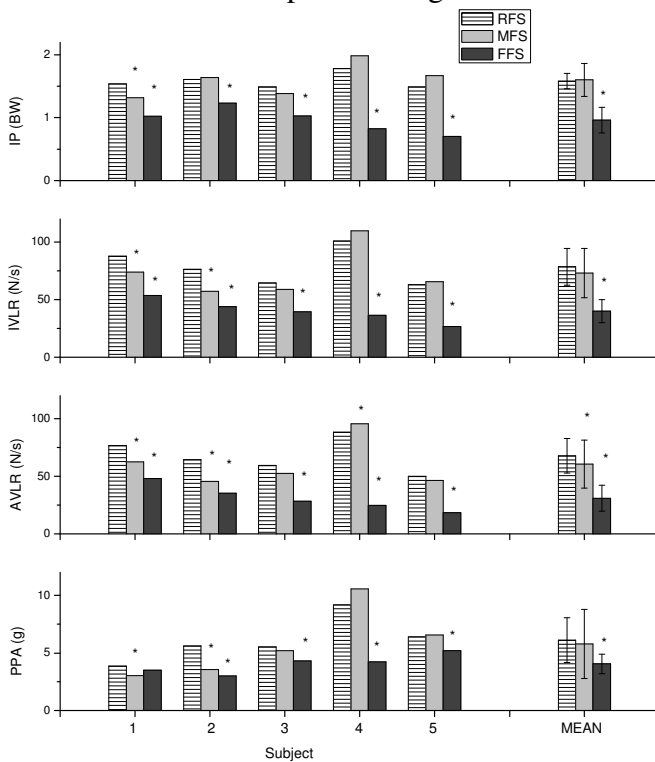 RFS
MFS
FFS
2
1
0
IP (BW)
* * * * * * *
100
50
0
IVLR (N/s)
* * * * * * * *
100
50
0
AVLR (N/s)
* * * * * * * * * *
10
5
0
PPA (g)
* * * * * * *
1 2 3 4 5 MEAN
Subject